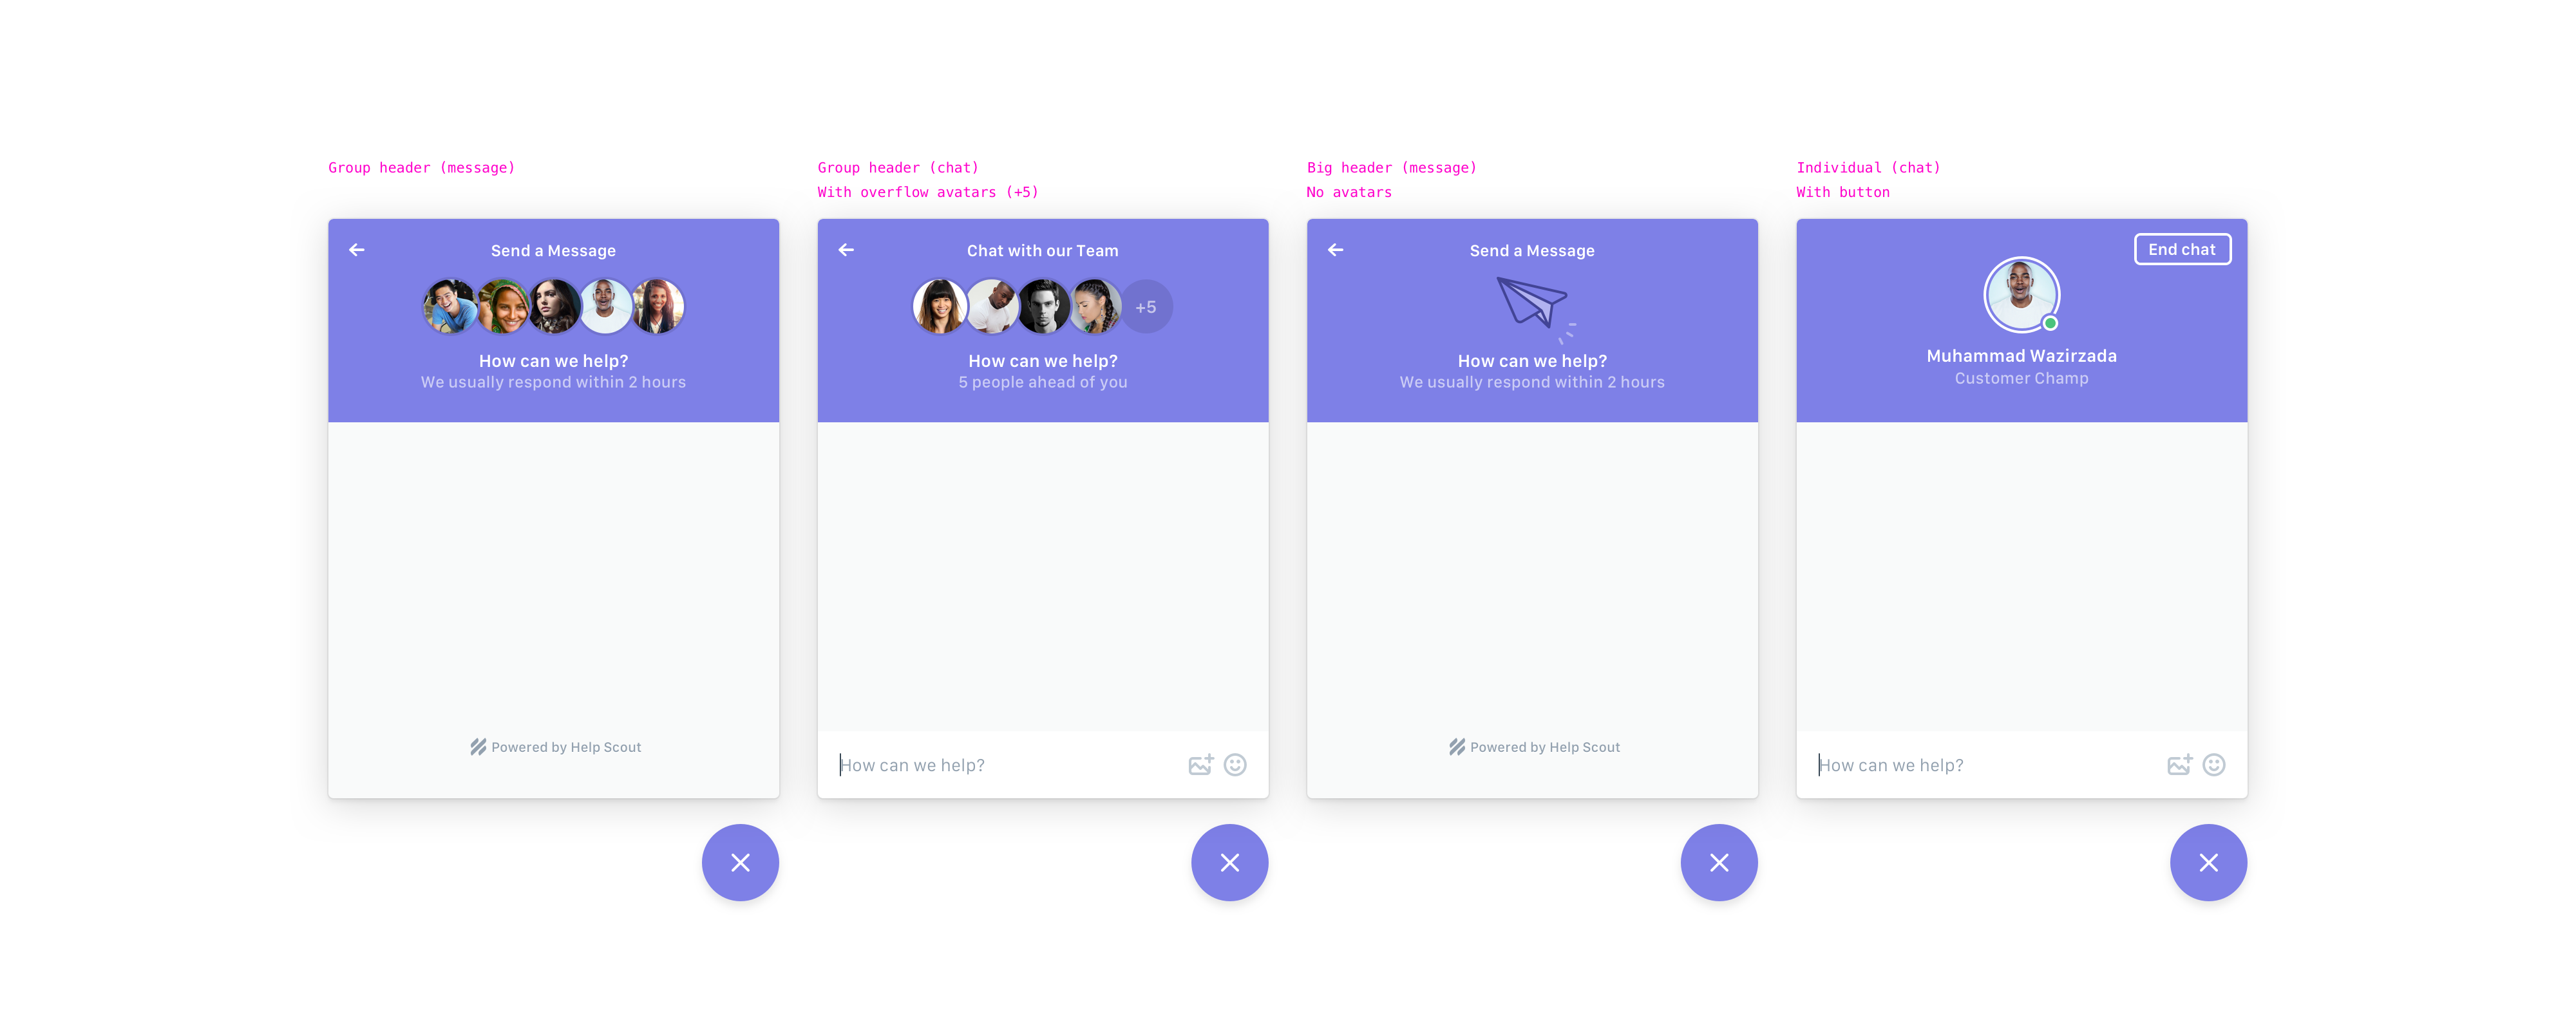 Group header (message)
Send a Message
How can we help?
We usually respond within 2 hours
Powered by Help Scout
Group header (chat)
With overflow avatars (+5)
Chat with our Team
+5
How can we help?
5 people ahead of you
How can we help?
Big header (message)
No avatars
Send a Message
How can we help?
We usually respond within 2 hours
Powered by Help Scout
Individual (chat)
With button
End chat
Muhammad Wazirzada
Customer Champ
How can we help?